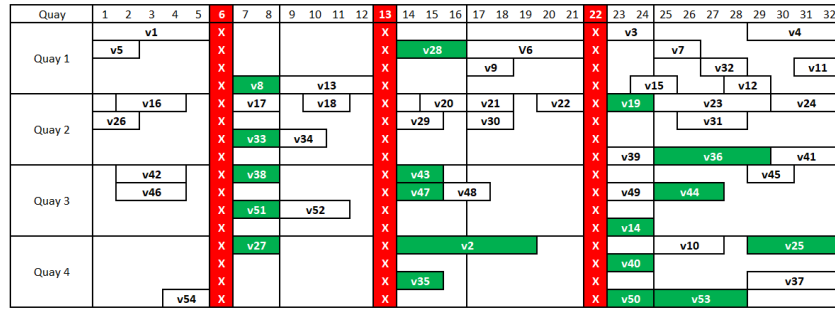 Quay 1 2 3 4 5 6 7 8 9 10 11 12 13 14 15 16 17 18 19 20 21 22 23 24 25 26 27 28 29 30 31 32
v1 X X v3 v4
Quay 1
v5 X X v28 V6 X v7
X X v9 X v32 v11
X v8 v13 X X v15 v12
v16 X v17 v18 X v20 v21 v22 X v19 v23 v24
Quay 2
v26 X X v29 v30 X v31
X v33 v34 X X
X X X v39 v36 v41
v42 X v38 X v43 X v45
Quay 3
v46 X X v47 v48 X v49 v44
X v51 v52 X X
X X X v14
X v27 X v2 X v10 v25
Quay 4
X X X v40
X X v35 X v37
v54 X X X v50 v53